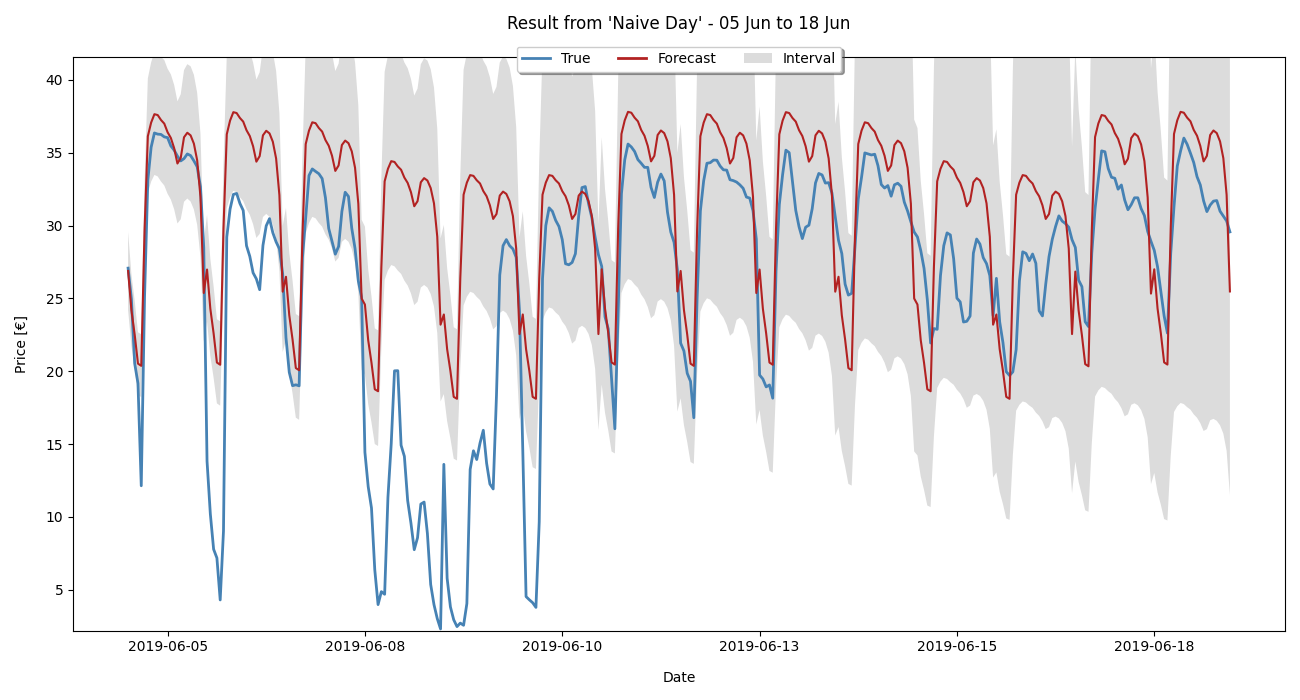 Result from 'Naive Day' - 05 Jun to 18 Jun
True Forecast Interval
40
35
30
25
20
15
10
5
Price [€]
2019-06-05 2019-06-08 2019-06-10 2019-06-13 2019-06-15 2019-06-18
Date